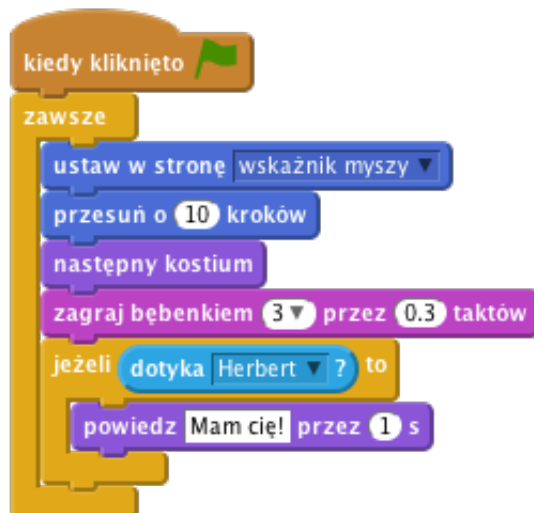 kiedy kliknięto
zawsze
ustaw w stronę wskaźnik myszy
przesuń o 10 kroków
następny kostium
zagraj bębenkiem 3 przez 0.3 taktów
jeżeli dotyka Herbert ? to
powiedz Mam cię! przez 1 s